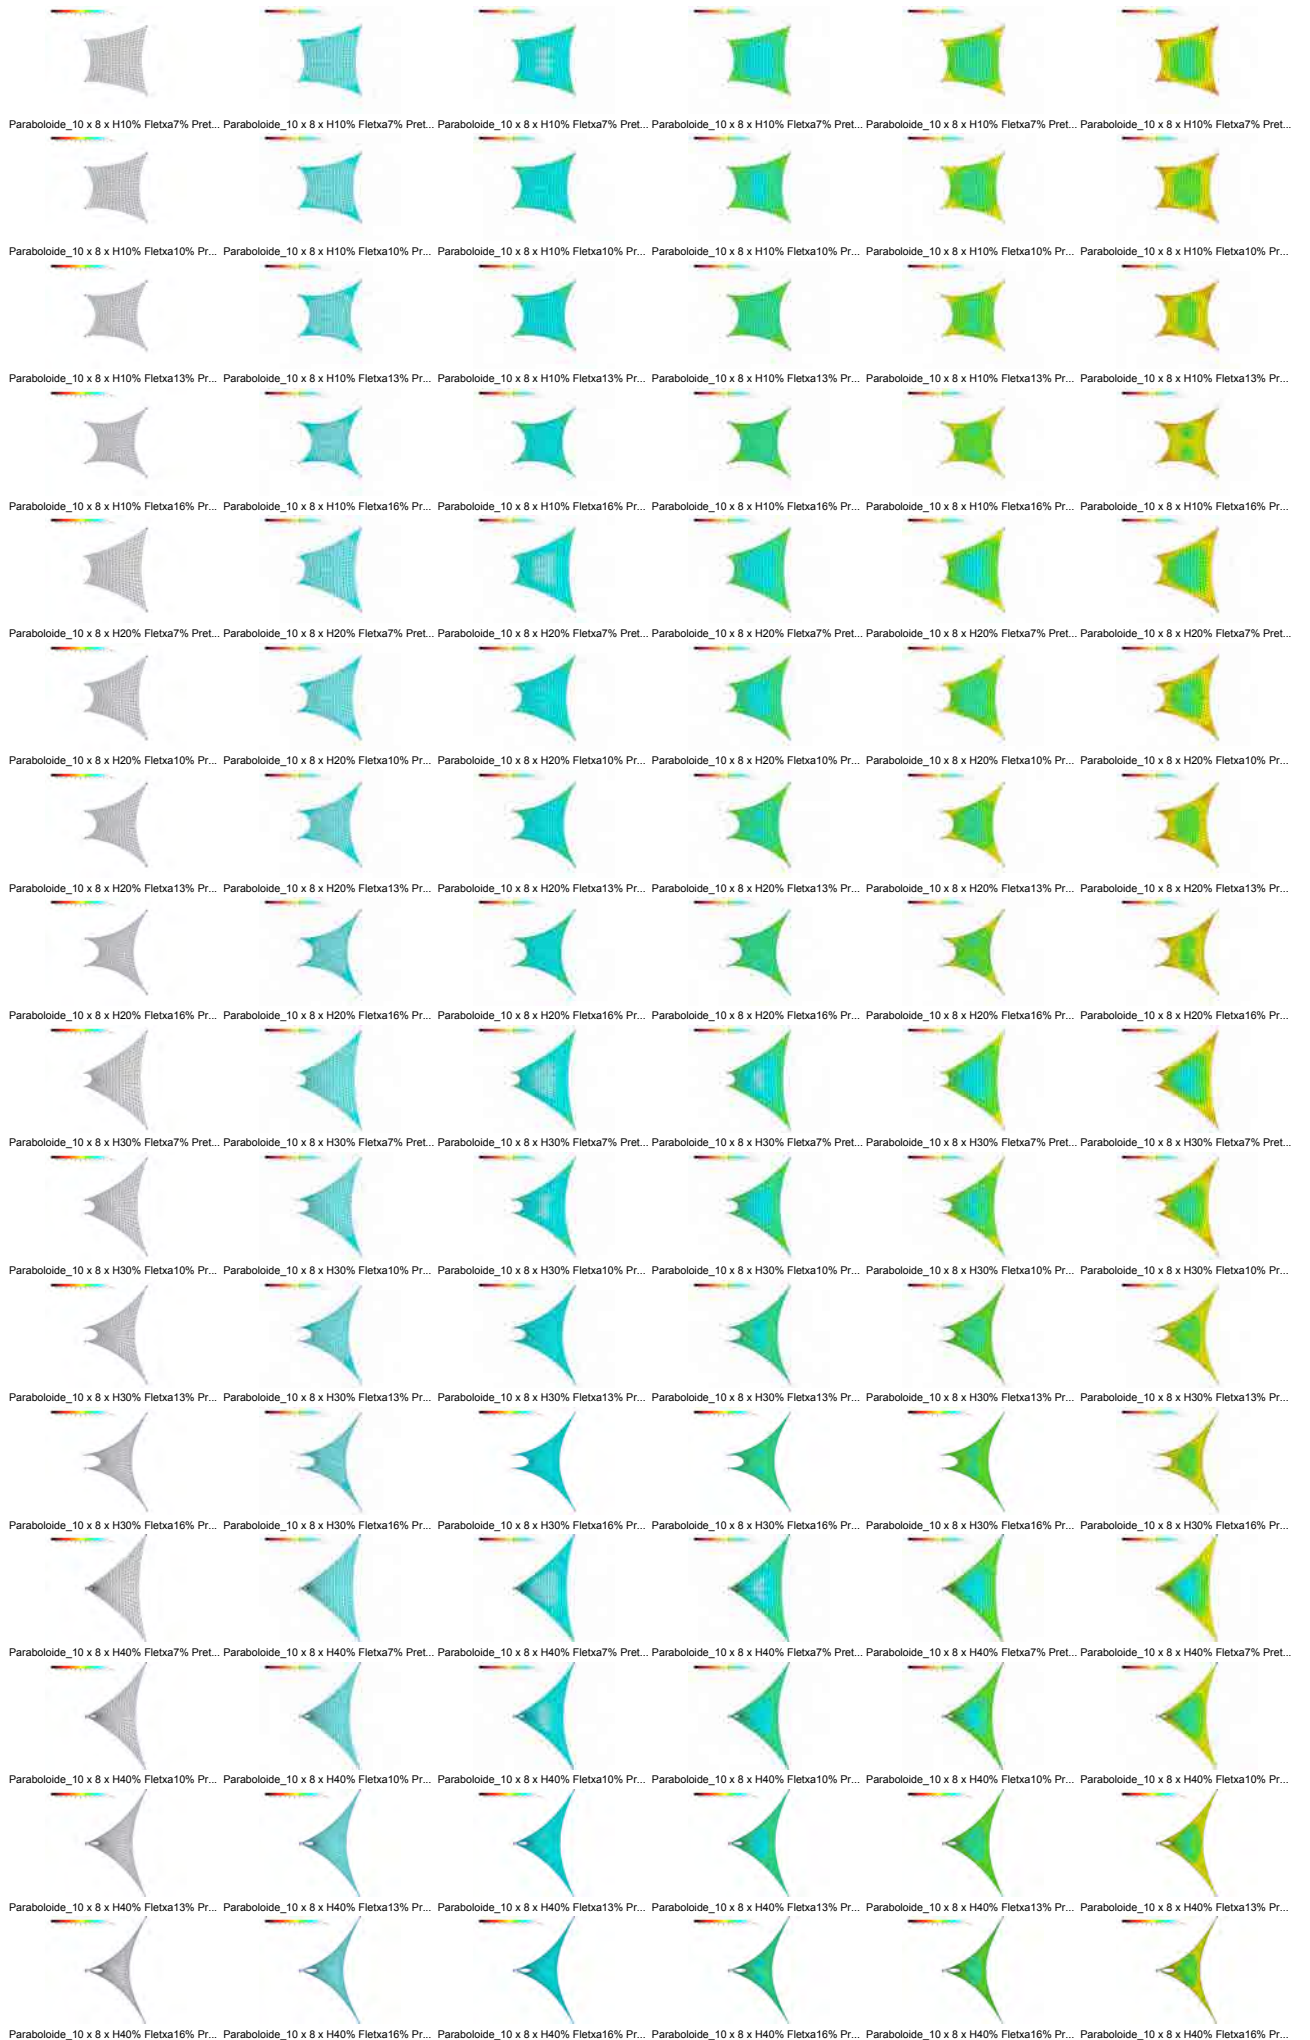 Paraboloide_10 x 8 x H10% Fletxa7% Pret... Paraboloide_10 x 8 x H10% Fletxa7% Pret... Paraboloide_10 x 8 x H10% Fletxa7% Pret... Paraboloide_10 x 8 x H10% Fletxa7% Pret... Paraboloide_10 x 8 x H10% Fletxa7% Pret... Paraboloide_10 x 8 x H10% Fletxa7% Pret...
Paraboloide_10 x 8 x H10% Fletxa10% Pr... Paraboloide_10 x 8 x H10% Fletxa10% Pr... Paraboloide_10 x 8 x H10% Fletxa10% Pr... Paraboloide_10 x 8 x H10% Fletxa10% Pr... Paraboloide_10 x 8 x H10% Fletxa10% Pr... Paraboloide_10 x 8 x H10% Fletxa10% Pr...
Paraboloide_10 x 8 x H10% Fletxa13% Pr... Paraboloide_10 x 8 x H10% Fletxa13% Pr... Paraboloide_10 x 8 x H10% Fletxa13% Pr... Paraboloide_10 x 8 x H10% Fletxa13% Pr... Paraboloide_10 x 8 x H10% Fletxa13% Pr... Paraboloide_10 x 8 x H10% Fletxa13% Pr...
Paraboloide_10 x 8 x H10% Fletxa16% Pr... Paraboloide_10 x 8 x H10% Fletxa16% Pr... Paraboloide_10 x 8 x H10% Fletxa16% Pr... Paraboloide_10 x 8 x H10% Fletxa16% Pr... Paraboloide_10 x 8 x H10% Fletxa16% Pr... Paraboloide_10 x 8 x H10% Fletxa16% Pr...
Paraboloide_10 x 8 x H20% Fletxa7% Pret... Paraboloide_10 x 8 x H20% Fletxa7% Pret... Paraboloide_10 x 8 x H20% Fletxa7% Pret... Paraboloide_10 x 8 x H20% Fletxa7% Pret... Paraboloide_10 x 8 x H20% Fletxa7% Pret... Paraboloide_10 x 8 x H20% Fletxa7% Pret...
Paraboloide_10 x 8 x H20% Fletxa10% Pr... Paraboloide_10 x 8 x H20% Fletxa10% Pr... Paraboloide_10 x 8 x H20% Fletxa10% Pr... Paraboloide_10 x 8 x H20% Fletxa10% Pr... Paraboloide_10 x 8 x H20% Fletxa10% Pr... Paraboloide_10 x 8 x H20% Fletxa10% Pr...
Paraboloide_10 x 8 x H20% Fletxa13% Pr... Paraboloide_10 x 8 x H20% Fletxa13% Pr... Paraboloide_10 x 8 x H20% Fletxa13% Pr... Paraboloide_10 x 8 x H20% Fletxa13% Pr... Paraboloide_10 x 8 x H20% Fletxa13% Pr... Paraboloide_10 x 8 x H20% Fletxa13% Pr...
Paraboloide_10 x 8 x H20% Fletxa16% Pr... Paraboloide_10 x 8 x H20% Fletxa16% Pr... Paraboloide_10 x 8 x H20% Fletxa16% Pr... Paraboloide_10 x 8 x H20% Fletxa16% Pr... Paraboloide_10 x 8 x H20% Fletxa16% Pr... Paraboloide_10 x 8 x H20% Fletxa16% Pr...
Paraboloide_10 x 8 x H30% Fletxa7% Pret... Paraboloide_10 x 8 x H30% Fletxa7% Pret... Paraboloide_10 x 8 x H30% Fletxa7% Pret... Paraboloide_10 x 8 x H30% Fletxa7% Pret... Paraboloide_10 x 8 x H30% Fletxa7% Pret... Paraboloide_10 x 8 x H30% Fletxa7% Pret...
Paraboloide_10 x 8 x H30% Fletxa10% Pr... Paraboloide_10 x 8 x H30% Fletxa10% Pr... Paraboloide_10 x 8 x H30% Fletxa10% Pr... Paraboloide_10 x 8 x H30% Fletxa10% Pr... Paraboloide_10 x 8 x H30% Fletxa10% Pr... Paraboloide_10 x 8 x H30% Fletxa10% Pr...
Paraboloide_10 x 8 x H30% Fletxa13% Pr... Paraboloide_10 x 8 x H30% Fletxa13% Pr... Paraboloide_10 x 8 x H30% Fletxa13% Pr... Paraboloide_10 x 8 x H30% Fletxa13% Pr... Paraboloide_10 x 8 x H30% Fletxa13% Pr... Paraboloide_10 x 8 x H30% Fletxa13% Pr...
Paraboloide_10 x 8 x H30% Fletxa16% Pr... Paraboloide_10 x 8 x H30% Fletxa16% Pr... Paraboloide_10 x 8 x H30% Fletxa16% Pr... Paraboloide_10 x 8 x H30% Fletxa16% Pr... Paraboloide_10 x 8 x H30% Fletxa16% Pr... Paraboloide_10 x 8 x H30% Fletxa16% Pr...
Paraboloide_10 x 8 x H40% Fletxa7% Pret... Paraboloide_10 x 8 x H40% Fletxa7% Pret... Paraboloide_10 x 8 x H40% Fletxa7% Pret... Paraboloide_10 x 8 x H40% Fletxa7% Pret... Paraboloide_10 x 8 x H40% Fletxa7% Pret... Paraboloide_10 x 8 x H40% Fletxa7% Pret...
Paraboloide_10 x 8 x H40% Fletxa10% Pr... Paraboloide_10 x 8 x H40% Fletxa10% Pr... Paraboloide_10 x 8 x H40% Fletxa10% Pr... Paraboloide_10 x 8 x H40% Fletxa10% Pr... Paraboloide_10 x 8 x H40% Fletxa10% Pr... Paraboloide_10 x 8 x H40% Fletxa10% Pr...
Paraboloide_10 x 8 x H40% Fletxa13% Pr... Paraboloide_10 x 8 x H40% Fletxa13% Pr... Paraboloide_10 x 8 x H40% Fletxa13% Pr... Paraboloide_10 x 8 x H40% Fletxa13% Pr... Paraboloide_10 x 8 x H40% Fletxa13% Pr... Paraboloide_10 x 8 x H40% Fletxa13% Pr...
Paraboloide_10 x 8 x H40% Fletxa16% Pr... Paraboloide_10 x 8 x H40% Fletxa16% Pr... Paraboloide_10 x 8 x H40% Fletxa16% Pr... Paraboloide_10 x 8 x H40% Fletxa16% Pr... Paraboloide_10 x 8 x H40% Fletxa16% Pr... Paraboloide_10 x 8 x H40% Fletxa16% Pr...